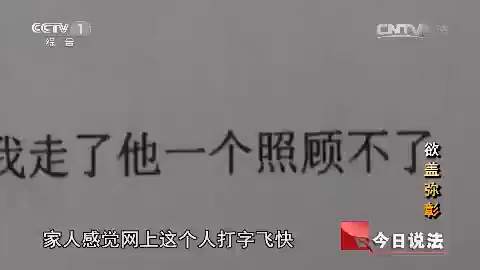 CCTV 1
综合
CNTV
我走了他一个照顾不了
欲盖弥彰
家人感觉网上这个人打字飞快
今日说法